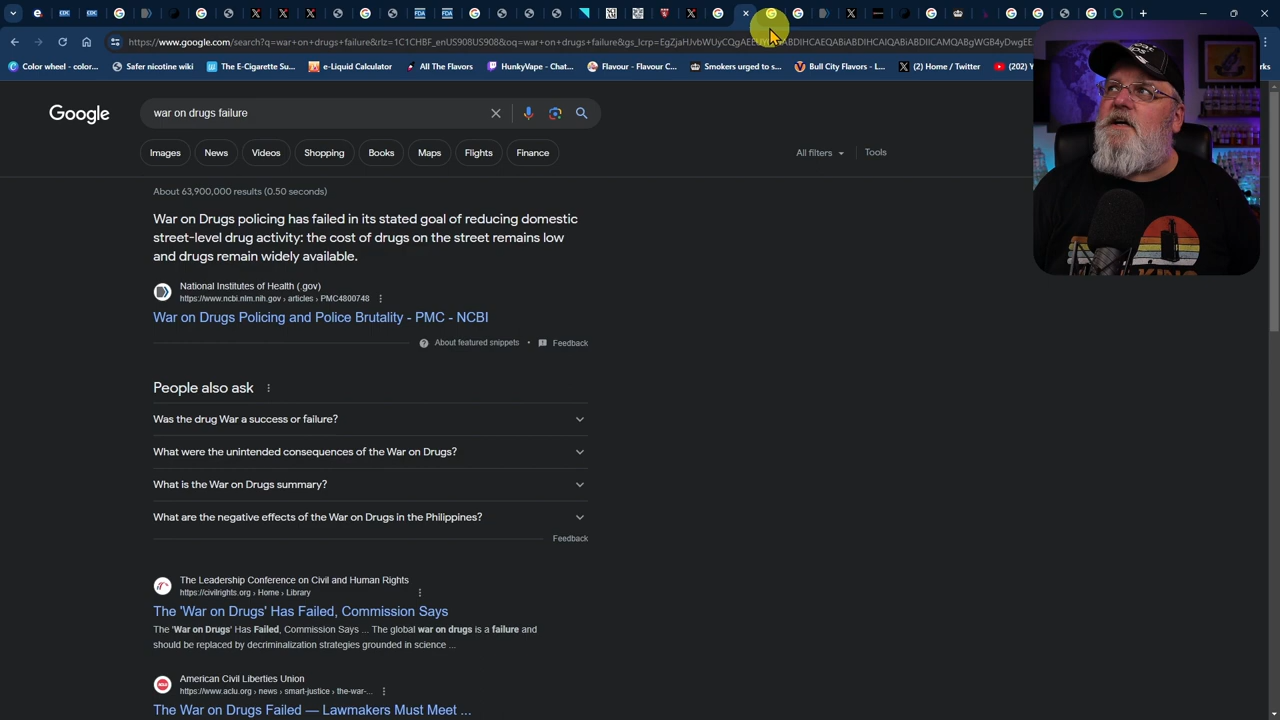 https://www.google.com/search?q=war+on+drugs+failure&rlz=1C1CHBF_enUS908US908&oq=war+on+drugs+failure&gs_lcrp=
Color wheel - color...
Safer nicotine wiki
The E-Cigarette Su...
e-Liquid Calculator
All The Flavors
HunkyVape - Chat...
Flavour – Flavour C...
Smokers urged to s...
Bull City Flavors – L...
(2) Home / Twitter
(202) Y
Google
war on drugs failure
Images
News
Videos
Shopping
Books
Maps
Flights
Finance
All filters
Tools
About 63,900,000 results (0.50 seconds)
War on Drugs policing has failed in its stated goal of reducing domestic
street-level drug activity: the cost of drugs on the street remains low
and drugs remain widely available.
National Institutes of Health (.gov)
https://www.ncbi.nlm.nih.gov › articles › PMC4800748
War on Drugs Policing and Police Brutality - PMC - NCBI
About featured snippets • Feedback
People also ask
Was the drug War a success or failure?
What were the unintended consequences of the War on Drugs?
What is the War on Drugs summary?
What are the negative effects of the War on Drugs in the Philippines?
Feedback
The Leadership Conference on Civil and Human Rights
https://civilrights.org › Home › Library
The 'War on Drugs' Has Failed, Commission Says
The 'War on Drugs' Has Failed, Commission Says ... The global war on drugs is a failure and
should be replaced by decriminalization strategies grounded in science ...
American Civil Liberties Union
https://www.aclu.org › news › smart-justice › the-war-...
The War on Drugs Failed — Lawmakers Must Meet ...